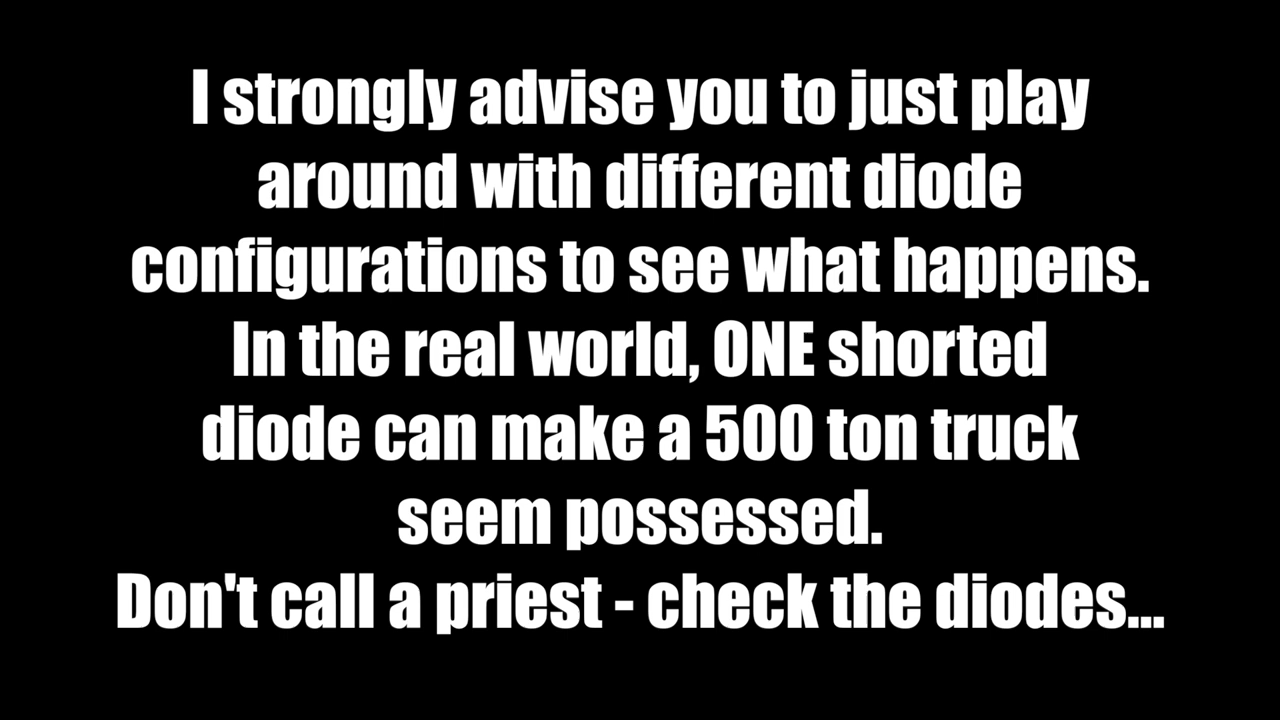 I strongly advise you to just play
around with different diode
configurations to see what happens.
In the real world, ONE shorted
diode can make a 500 ton truck
seem possessed.
Don't call a priest - check the diodes...